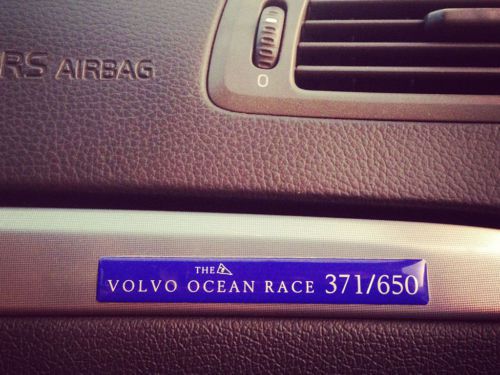 RS AIRBAG
0
THE
VOLVO OCEAN RACE 371/650